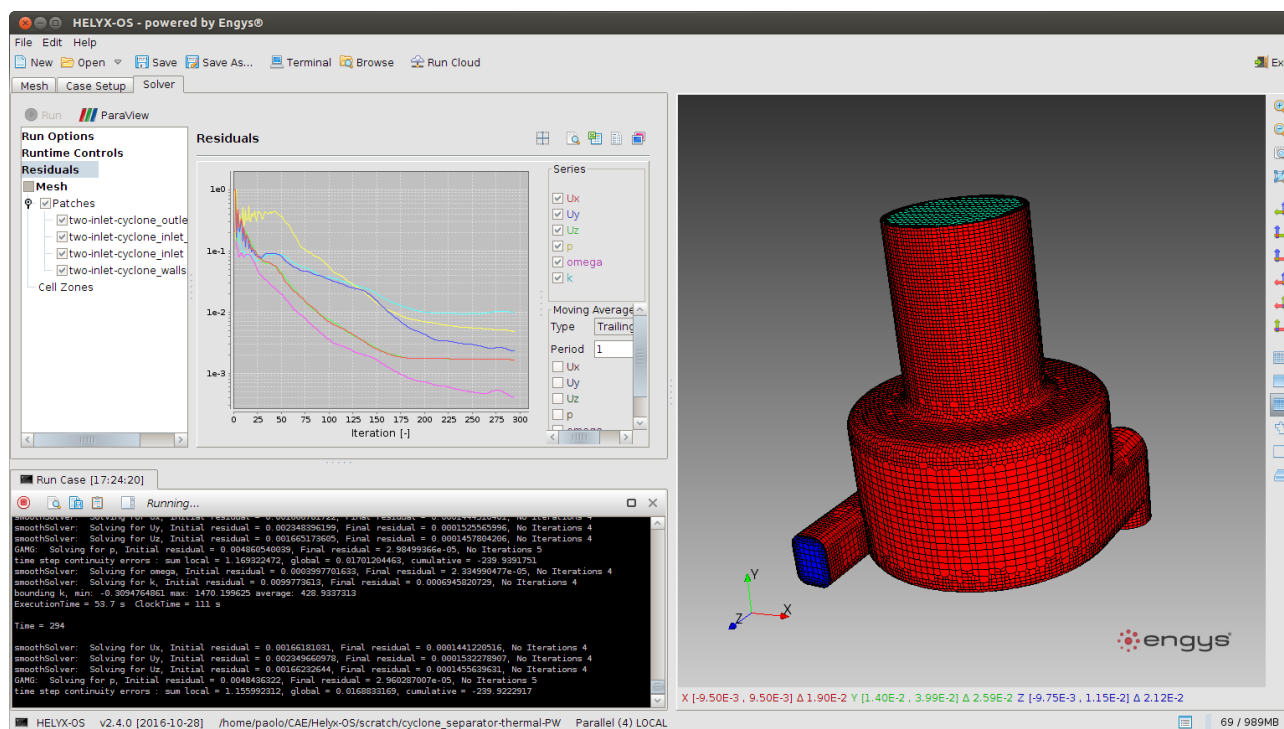 HELYX-OS - powered by Engys®
File Edit Help
New Open Save Save As... Terminal Browse Run Cloud Ex
Mesh Case Setup Solver
Run ParaView
Run Options
Runtime Controls
Residuals
Mesh
Patches
two-inlet-cyclone_outle
two-inlet-cyclone_inlet_
two-inlet-cyclone_inlet
two-inlet-cyclone_walls
Cell Zones
Residuals
1e0
1e-1
1e-2
1e-3
0 25 50 75 100 125 150 175 200 225 250 275 300
Iteration [-]
Series
Ux
Uy
Uz
p
omega
k
Moving Average
Type Trailing
Period 1
Ux
Uy
Uz
p
omega
Run Case [17:24:20]
Running...
smoothSolver: Solving for Uy, Initial residual = 0.002348396199, Final residual = 0.0001525565996, No Iterations 4
smoothSolver: Solving for Uz, Initial residual = 0.001665173605, Final residual = 0.0001457804206, No Iterations 4
GAMG: Solving for p, Initial residual = 0.004860540039, Final residual = 2.98499366e-05, No Iterations 5
time step continuity errors : sum local = 1.169322472, global = 0.01701204463, cumulative = -239.9391751
smoothSolver: Solving for omega, Initial residual = 0.0003997701633, Final residual = 2.334990477e-05, No Iterations 4
smoothSolver: Solving for k, Initial residual = 0.0099773613, Final residual = 0.0006945820729, No Iterations 4
bounding k, min: -0.3094764861 max: 1470.199625 average: 428.9337313
ExecutionTime = 53.7 s ClockTime = 111 s
Time = 294
smoothSolver: Solving for Ux, Initial residual = 0.00166181031, Final residual = 0.0001441220516, No Iterations 4
smoothSolver: Solving for Uy, Initial residual = 0.002349660978, Final residual = 0.0001532278907, No Iterations 4
smoothSolver: Solving for Uz, Initial residual = 0.00166232644, Final residual = 0.0001455639631, No Iterations 4
GAMG: Solving for p, Initial residual = 0.0048436322, Final residual = 2.960287007e-05, No Iterations 5
time step continuity errors : sum local = 1.155992312, global = 0.0168833169, cumulative = -239.9222917
Y
X
Z
engys
X [-9.50E-3 , 9.50E-3] Δ 1.90E-2 Y [1.40E-2 , 3.99E-2] Δ 2.59E-2 Z [-9.75E-3 , 1.15E-2] Δ 2.12E-2
HELYX-OS v2.4.0 [2016-10-28] /home/paolo/CAE/Helyx-OS/scratch/cyclone_separator-thermal-PW Parallel (4) LOCAL 69 / 989MB